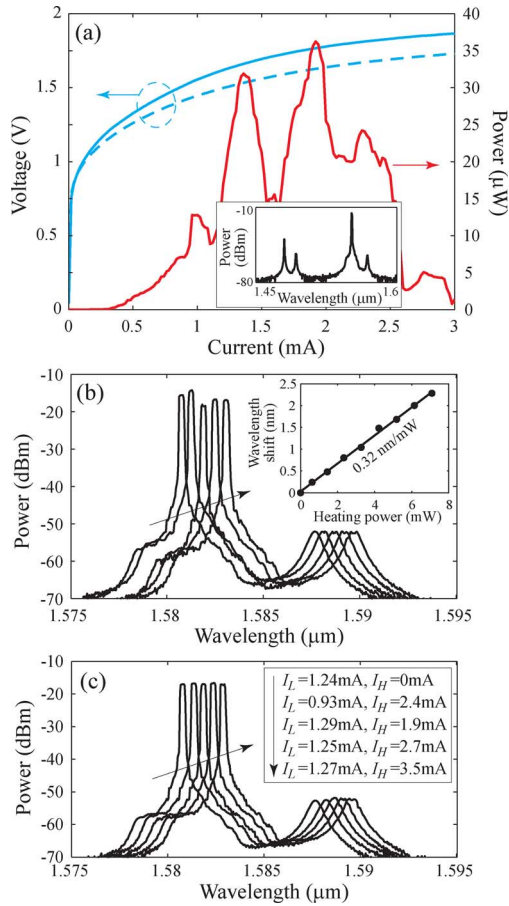 (a)
2
1.5
1
0.5
0
Voltage (V)
40
35
30
25
20
15
10
5
0
Power (μW)
-10
-80
Power
(dBm)
1.45
1.6
Wavelength (μm)
0
0.5
1
1.5
2
2.5
3
Current (mA)
(b)
-10
-20
-30
-40
-50
-60
-70
Power (dBm)
2.5
2
1.5
1
0.5
0
Wavelength
shift (nm)
0.32 nm/mW
0 2 4 6 8
Heating power (mW)
1.575 1.58 1.585 1.59 1.595
Wavelength (μm)
(c)
-10
-20
-30
-40
-50
-60
-70
Power (dBm)
I_L=1.24mA, I_H=0mA
I_L=0.93mA, I_H=2.4mA
I_L=1.29mA, I_H=1.9mA
I_L=1.25mA, I_H=2.7mA
I_L=1.27mA, I_H=3.5mA
1.575 1.58 1.585 1.59 1.595
Wavelength (μm)